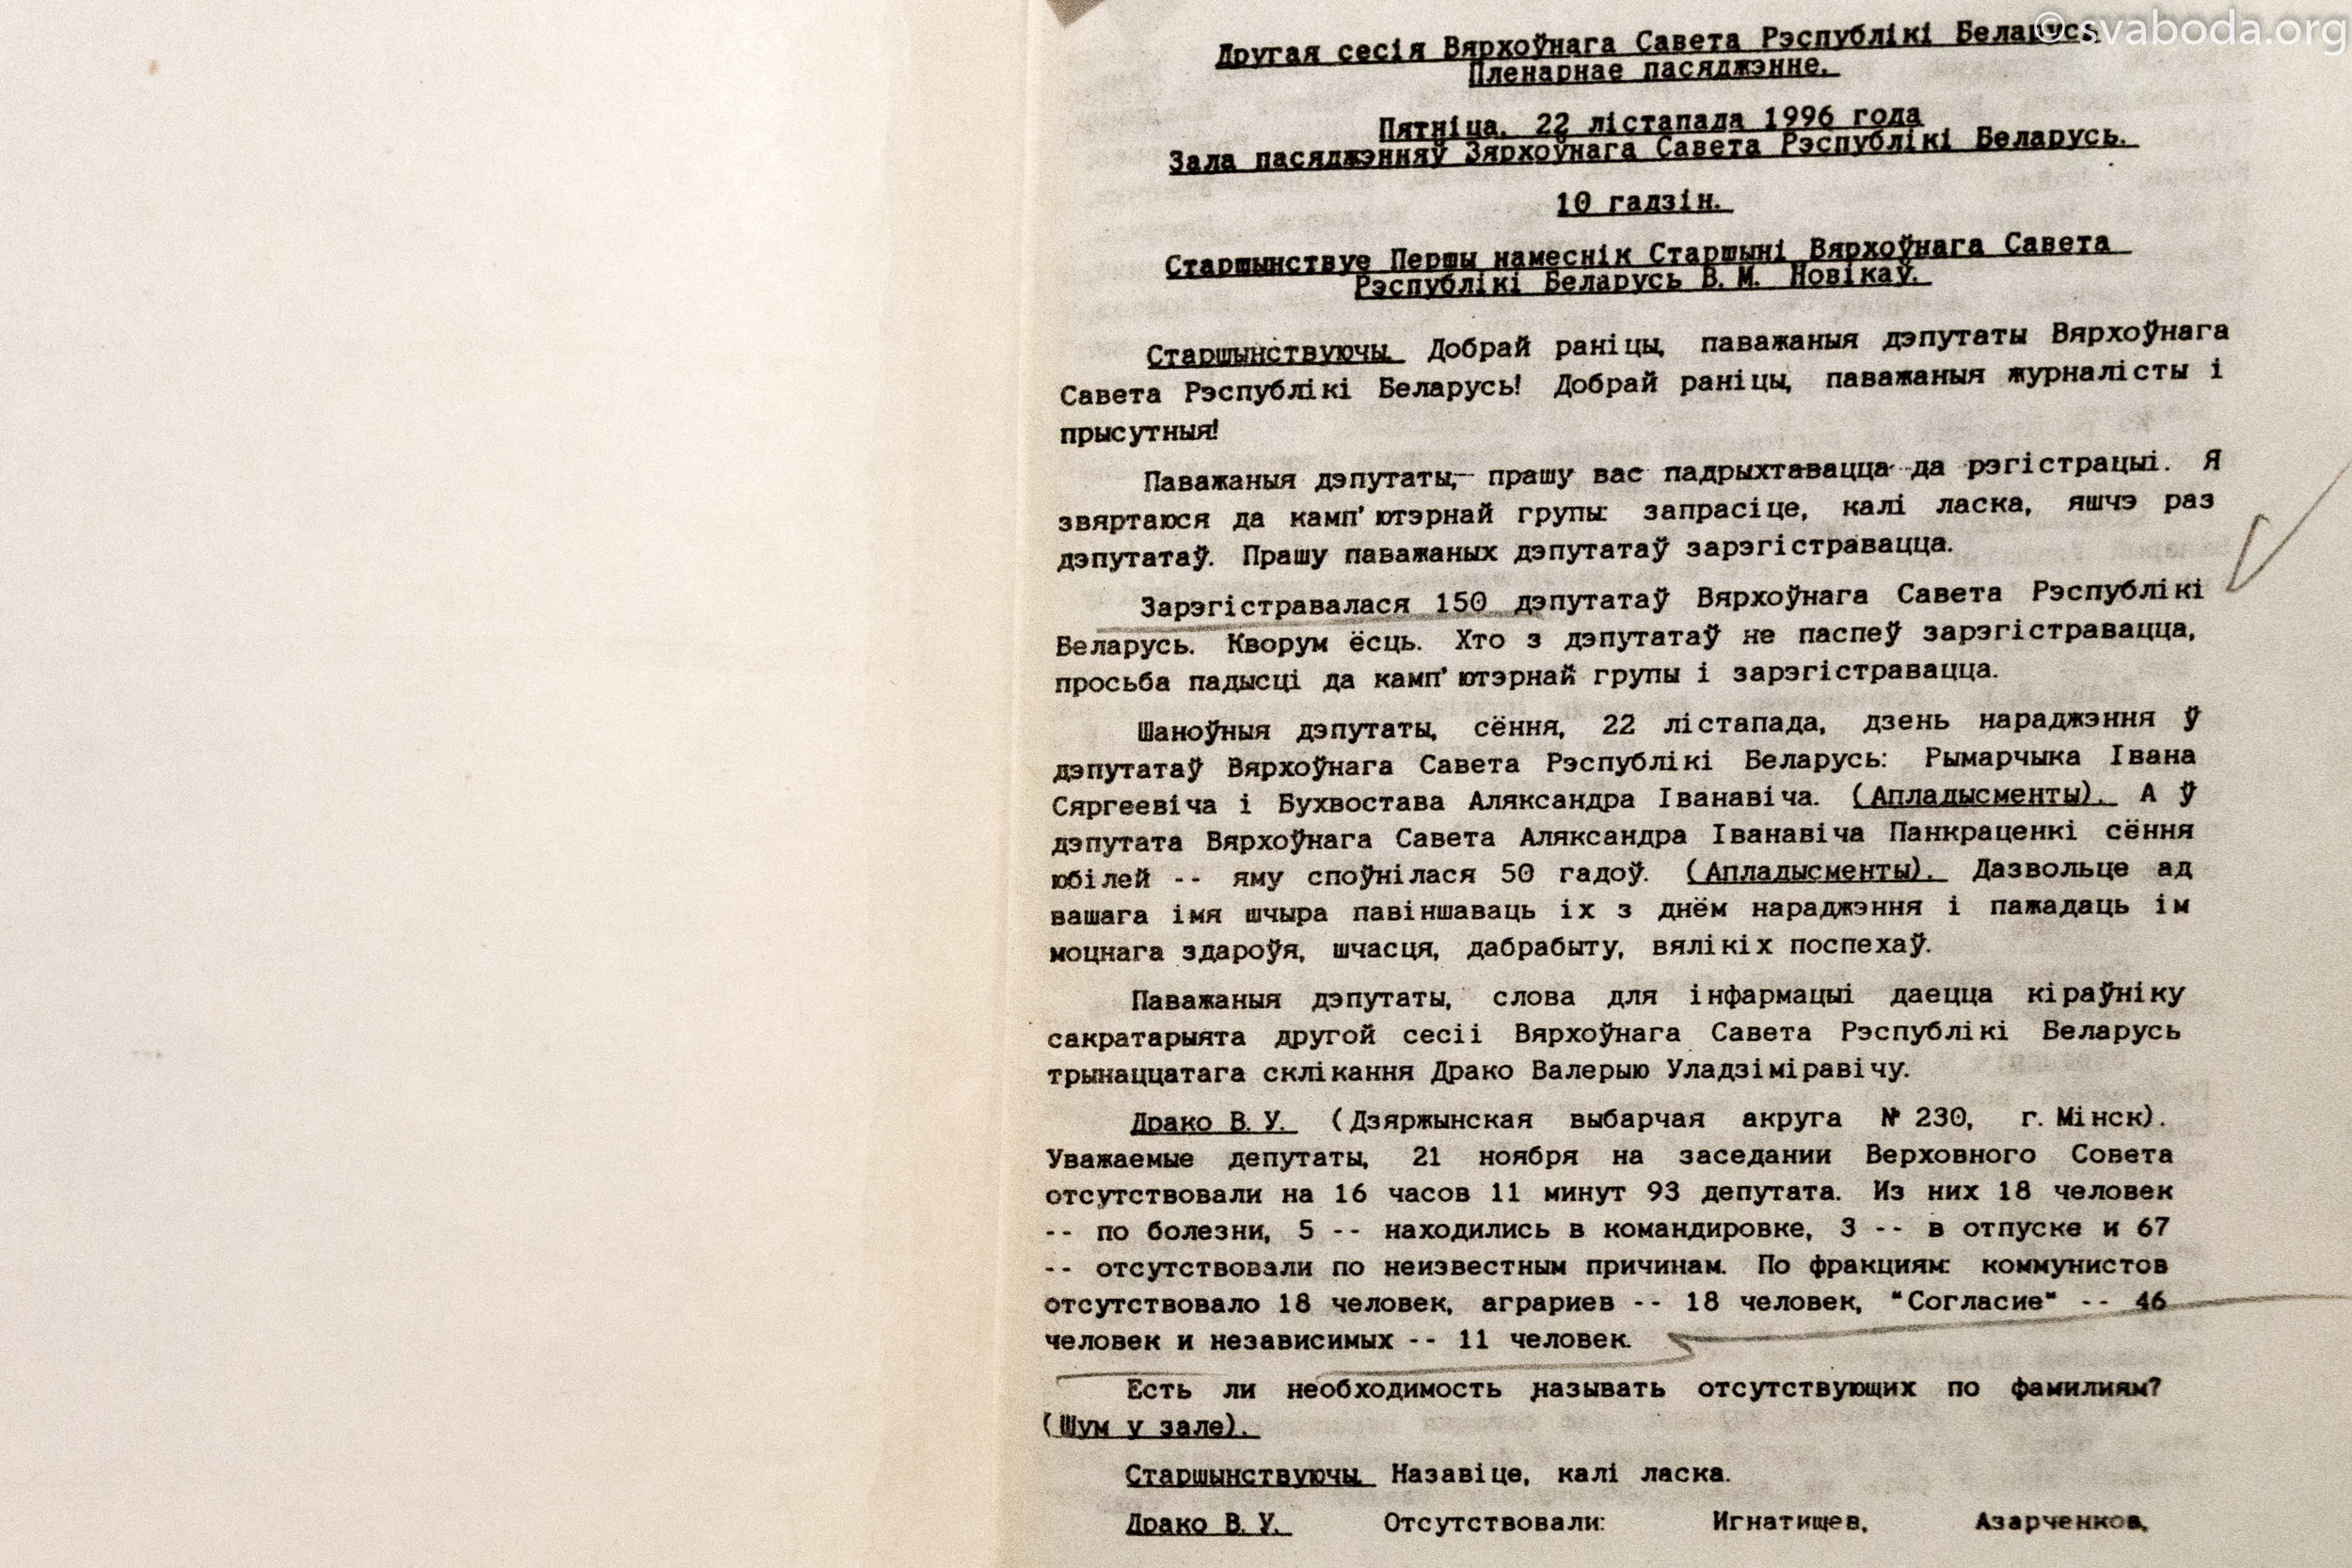 ©svaboda.org
Другая сесія Вярхоўнага Савета Рэспублікі Беларусь
Пленарнае пасяджэнне.
Пятніца, 22 лістапада 1996 года
Зала пасяджэнняў Зярхоўнага Савета Рэспублікі Беларусь.
10 гадзін.
Старшынствуе Першы намеснік Старшыні Вярхоўнага Савета
Рэспублікі Беларусь В.М. Новікаў.
Старшынствуючы. Добрай раніцы, паважаныя дэпутаты Вярхоўнага
Савета Рэспублікі Беларусь! Добрай раніцы, паважаныя журналісты і
прысутныя!
Паважаныя дэпутаты, прашу вас падрыхтавацца да рэгістрацыі. Я
звяртаюся да камп'ютэрнай групы: запрасіце, калі ласка, яшчэ раз
дэпутатаў. Прашу паважаных дэпутатаў зарэгістравацца.
Зарэгістравалася 150 дэпутатаў Вярхоўнага Савета Рэспублікі
Беларусь. Кворум ёсць. Хто з дэпутатаў не паспеў зарэгістравацца,
просьба падысці да камп'ютэрнай групы і зарэгістравацца.
Шаноўныя дэпутаты, сёння, 22 лістапада, дзень нараджэння ў
дэпутатаў Вярхоўнага Савета Рэспублікі Беларусь: Рымарчыка Івана
Сяргеевіча і Бухвостава Аляксандра Іванавіча. (Апладысменты). А ў
дэпутата Вярхоўнага Савета Аляксандра Іванавіча Панкраценкі сёння
юбілей -- яму споўнілася 50 гадоў. (Апладысменты). Дазвольце ад
вашага імя шчыра павіншаваць іх з днём нараджэння і пажадаць ім
моцнага здароўя, шчасця, дабрабыту, вялікіх поспехаў.
Паважаныя дэпутаты, слова для інфармацыі даецца кіраўніку
сакратарыята другой сесіі Вярхоўнага Савета Рэспублікі Беларусь
трынаццатага склікання Драко Валерыю Уладзіміравічу.
Драко В.У. (Дзяржынская выбарчая акруга № 230, г.Мінск).
Уважаемые депутаты, 21 ноября на заседании Верховного Совета
отсутствовали на 16 часов 11 минут 93 депутата. Из них 18 человек
-- по болезни, 5 -- находились в командировке, 3 -- в отпуске и 67
-- отсутствовали по неизвестным причинам. По фракциям: коммунистов
отсутствовало 18 человек, аграриев -- 18 человек, "Согласие" -- 46
человек и независимых -- 11 человек.
Есть ли необходимость называть отсутствующих по фамилиям?
(Шум у зале).
Старшынствуючы. Назавіце, калі ласка.
Драко В.У. Отсутствовали: Игнатищев, Азарченков,